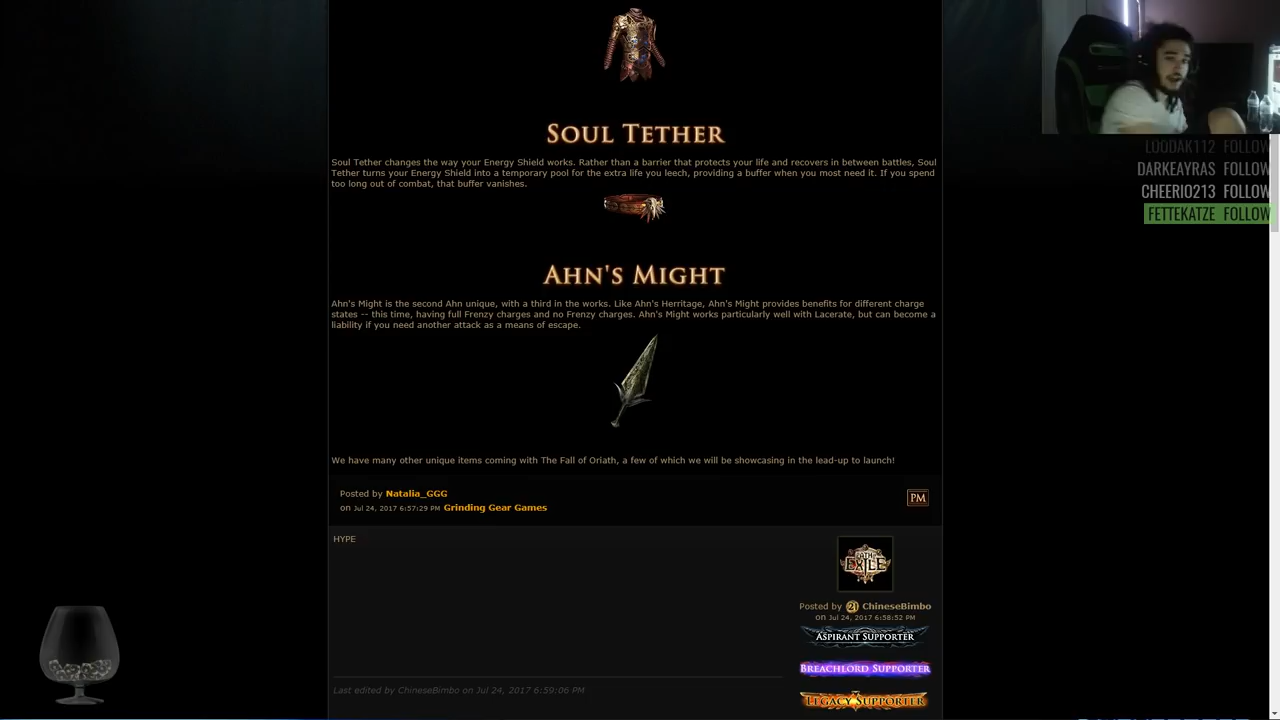 SOUL TETHER
Soul Tether changes the way your Energy Shield works. Rather than a barrier that protects your life and recovers in between battles, Soul
Tether turns your Energy Shield into a temporary pool for the extra life you leech, providing a buffer when you most need it. If you spend
too long out of combat, that buffer vanishes.
AHN'S MIGHT
Ahn's Might is the second Ahn unique, with a third in the works. Like Ahn's Herritage, Ahn's Might provides benefits for different charge
states -- this time, having full Frenzy charges and no Frenzy charges. Ahn's Might works particularly well with Lacerate, but can become a
liability if you need another attack as a means of escape.
We have many other unique items coming with The Fall of Oriath, a few of which we will be showcasing in the lead-up to launch!
Posted by Natalia_GGG
on Jul 24, 2017 6:57:29 PM Grinding Gear Games
PM
HYPE
EXILE
Posted by ChineseBimbo
on Jul 24, 2017 6:58:52 PM
ASPIRANT SUPPORTER
BREACHLORD SUPPORTER
LEGACY SUPPORTER
Last edited by ChineseBimbo on Jul 24, 2017 6:59:06 PM
LOODAK112 FOLLOW
DARKEAYRAS FOLLOW
CHEERIO213 FOLLOW
FETTEKATZE FOLLOW